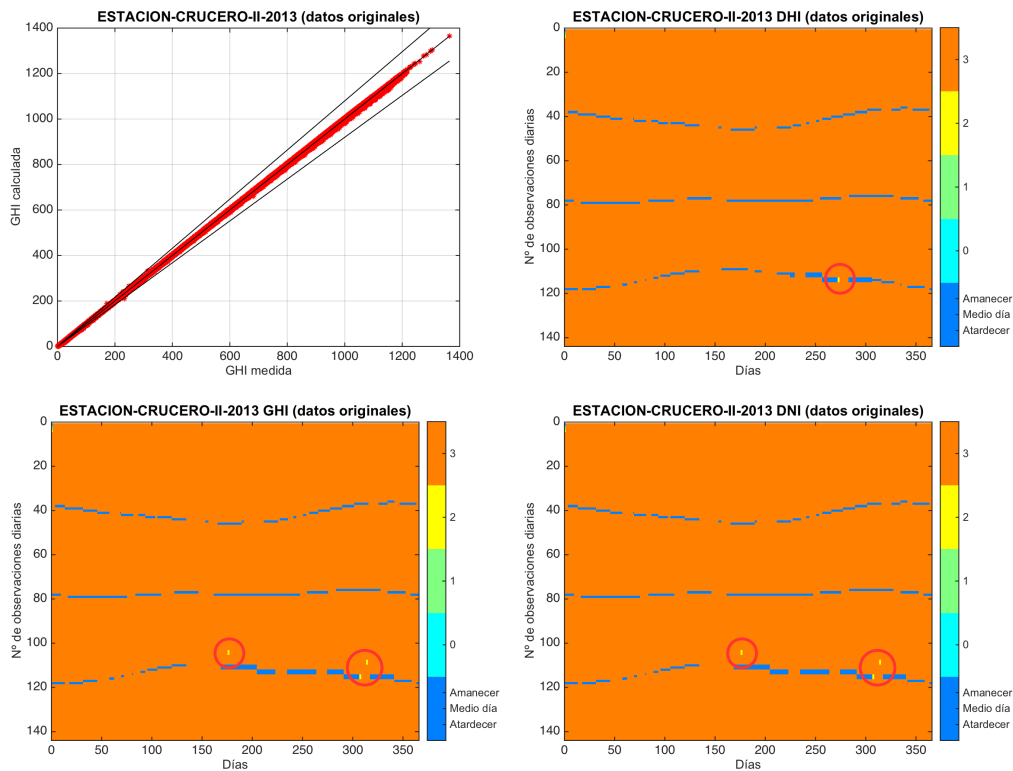 ESTACION-CRUCERO-II-2013 (datos originales)
1400
1200
1000
800
600
400
200
0
GHI calculada
0 200 400 600 800 1000 1200 1400
GHI medida
ESTACION-CRUCERO-II-2013 DHI (datos originales)
0
20
40
60
80
100
120
140
Nº de observaciones diarias
0 50 100 150 200 250 300 350
Días
3
2
1
0
Amanecer
Medio día
Atardecer
ESTACION-CRUCERO-II-2013 GHI (datos originales)
0
20
40
60
80
100
120
140
Nº de observaciones diarias
0 50 100 150 200 250 300 350
Días
3
2
1
0
Amanecer
Medio día
Atardecer
ESTACION-CRUCERO-II-2013 DNI (datos originales)
0
20
40
60
80
100
120
140
Nº de observaciones diarias
0 50 100 150 200 250 300 350
Días
3
2
1
0
Amanecer
Medio día
Atardecer